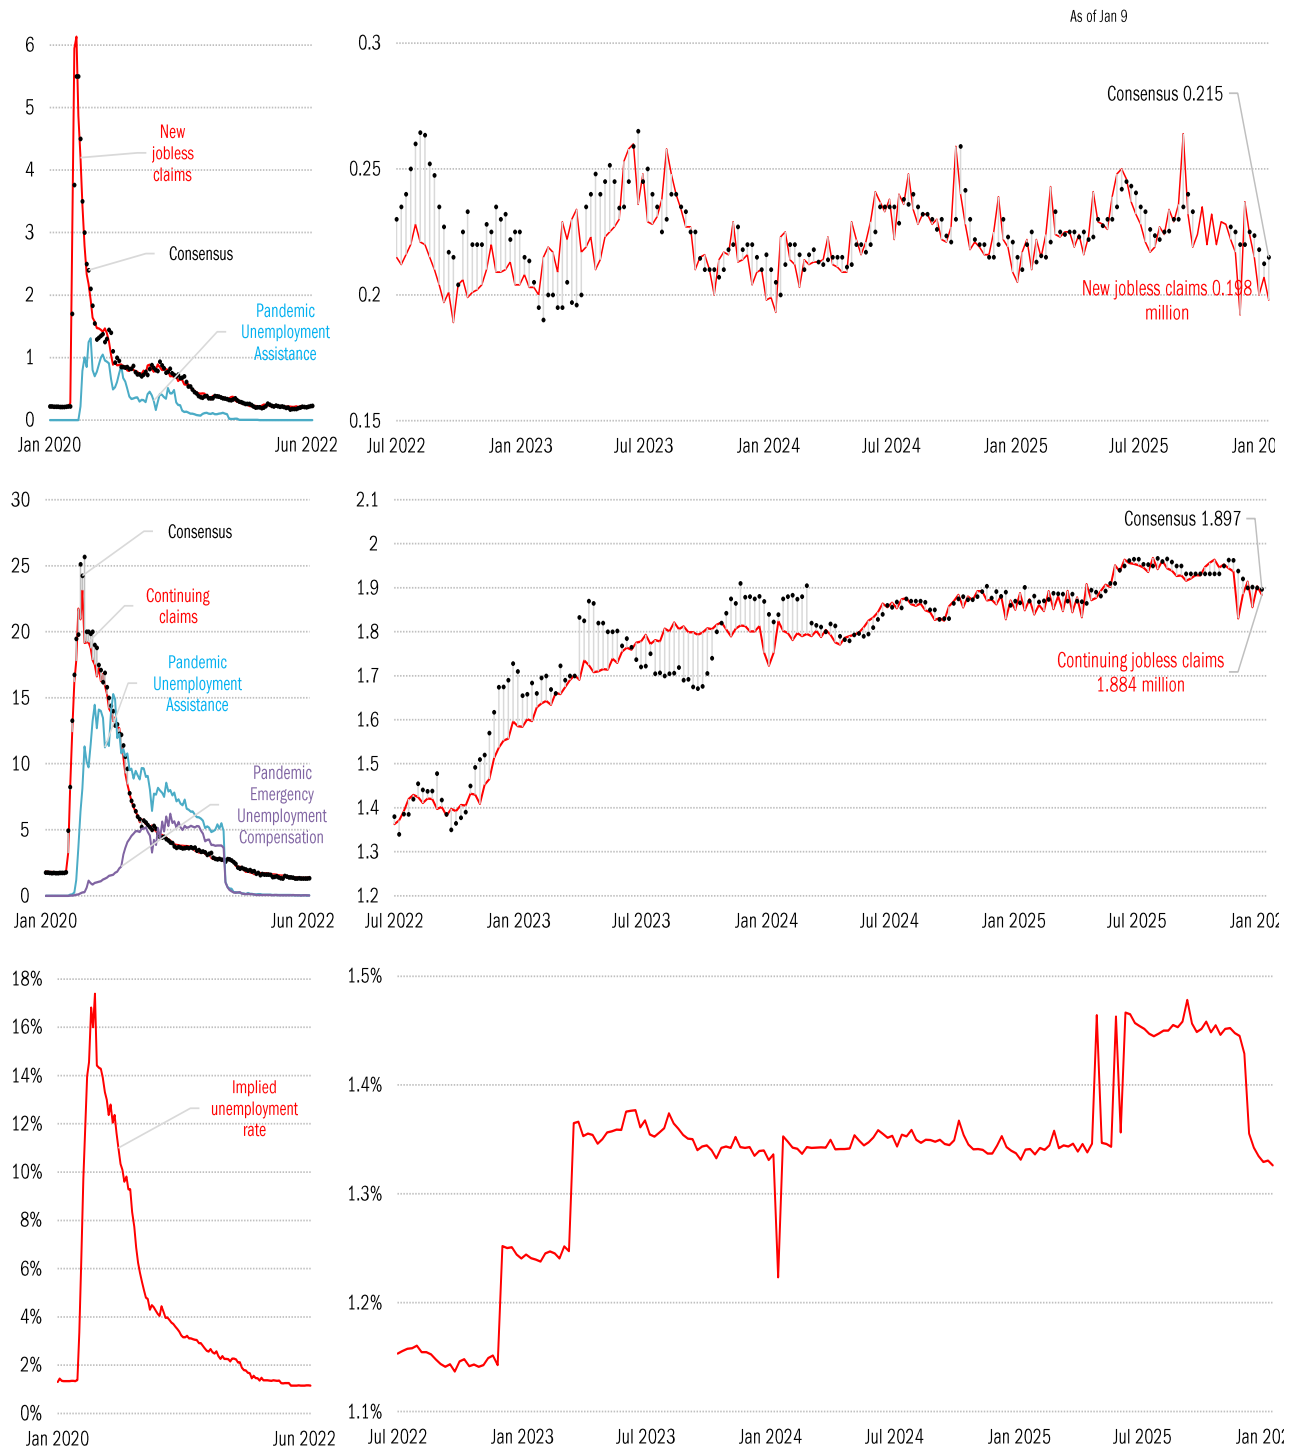 As of Jan 9
6
5
4
3
2
1
0
New
jobless
claims
Consensus
Pandemic
Unemployment
Assistance
Jan 2020
Jun 2022
0.3
0.25
0.2
0.15
Consensus 0.215
New jobless claims 0.198
million
Jul 2022
Jan 2023
Jul 2023
Jan 2024
Jul 2024
Jan 2025
Jul 2025
Jan 20
30
25
20
15
10
5
0
Consensus
Continuing
claims
Pandemic
Unemployment
Assistance
Pandemic
Emergency
Unemployment
Compensation
Jan 2020
Jun 2022
2.1
2
1.9
1.8
1.7
1.6
1.5
1.4
1.3
1.2
Consensus 1.897
Continuing jobless claims
1.884 million
Jul 2022
Jan 2023
Jul 2023
Jan 2024
Jul 2024
Jan 2025
Jul 2025
Jan 202
18%
16%
14%
12%
10%
8%
6%
4%
2%
0%
Implied
unemployment
rate
Jan 2020
Jun 2022
1.5%
1.4%
1.3%
1.2%
1.1%
Jul 2022
Jan 2023
Jul 2023
Jan 2024
Jul 2024
Jan 2025
Jul 2025
Jan 202